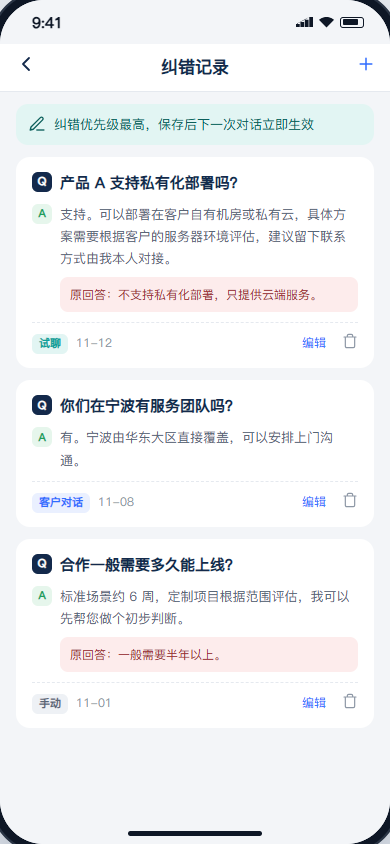 9:41
纠错记录
纠错优先级最高，保存后下一次对话立即生效
Q 产品 A 支持私有化部署吗？
A 支持。可以部署在客户自有机房或私有云，具体方
案需要根据客户的服务器环境评估，建议留下联系
方式由我本人对接。
原回答：不支持私有化部署，只提供云端服务。
试聊 11-12 编辑
Q 你们在宁波有服务团队吗？
A 有。宁波由华东大区直接覆盖，可以安排上门沟
通。
客户对话 11-08 编辑
Q 合作一般需要多久能上线？
A 标准场景约 6 周，定制项目根据范围评估，我可以
先帮您做个初步判断。
原回答：一般需要半年以上。
手动 11-01 编辑